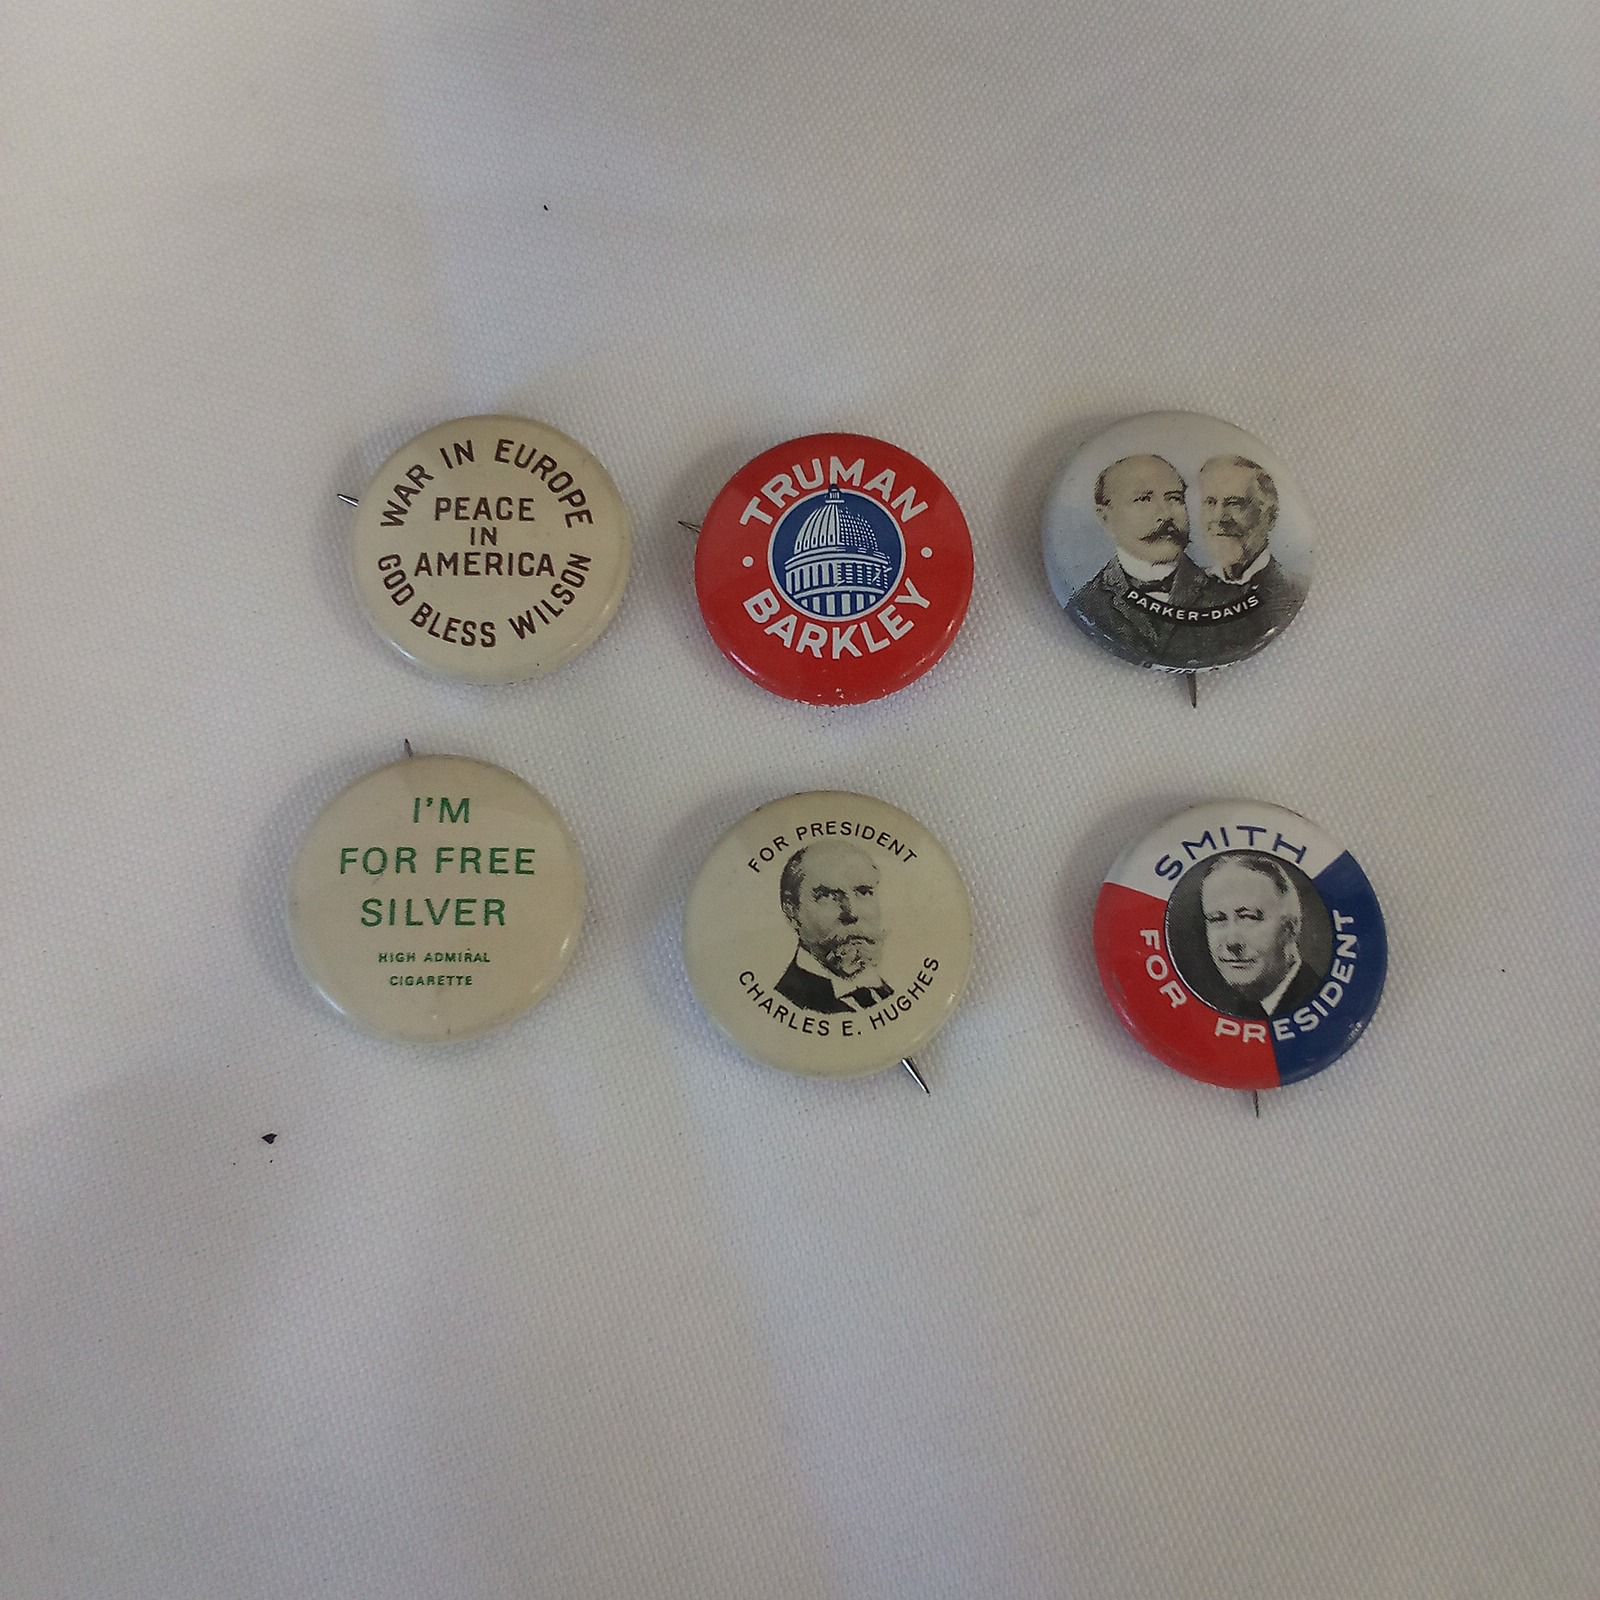 WAR IN EUROPE
PEACE
IN
AMERICA
GOD BLESS WILSON
TRUMAN
BARKLEY
PARKER-DAVIS
I'M
FOR FREE
SILVER
HIGH ADMIRAL
CIGARETTE
FOR PRESIDENT
CHARLES E. HUGHES
SMITH
FOR PRESIDENT